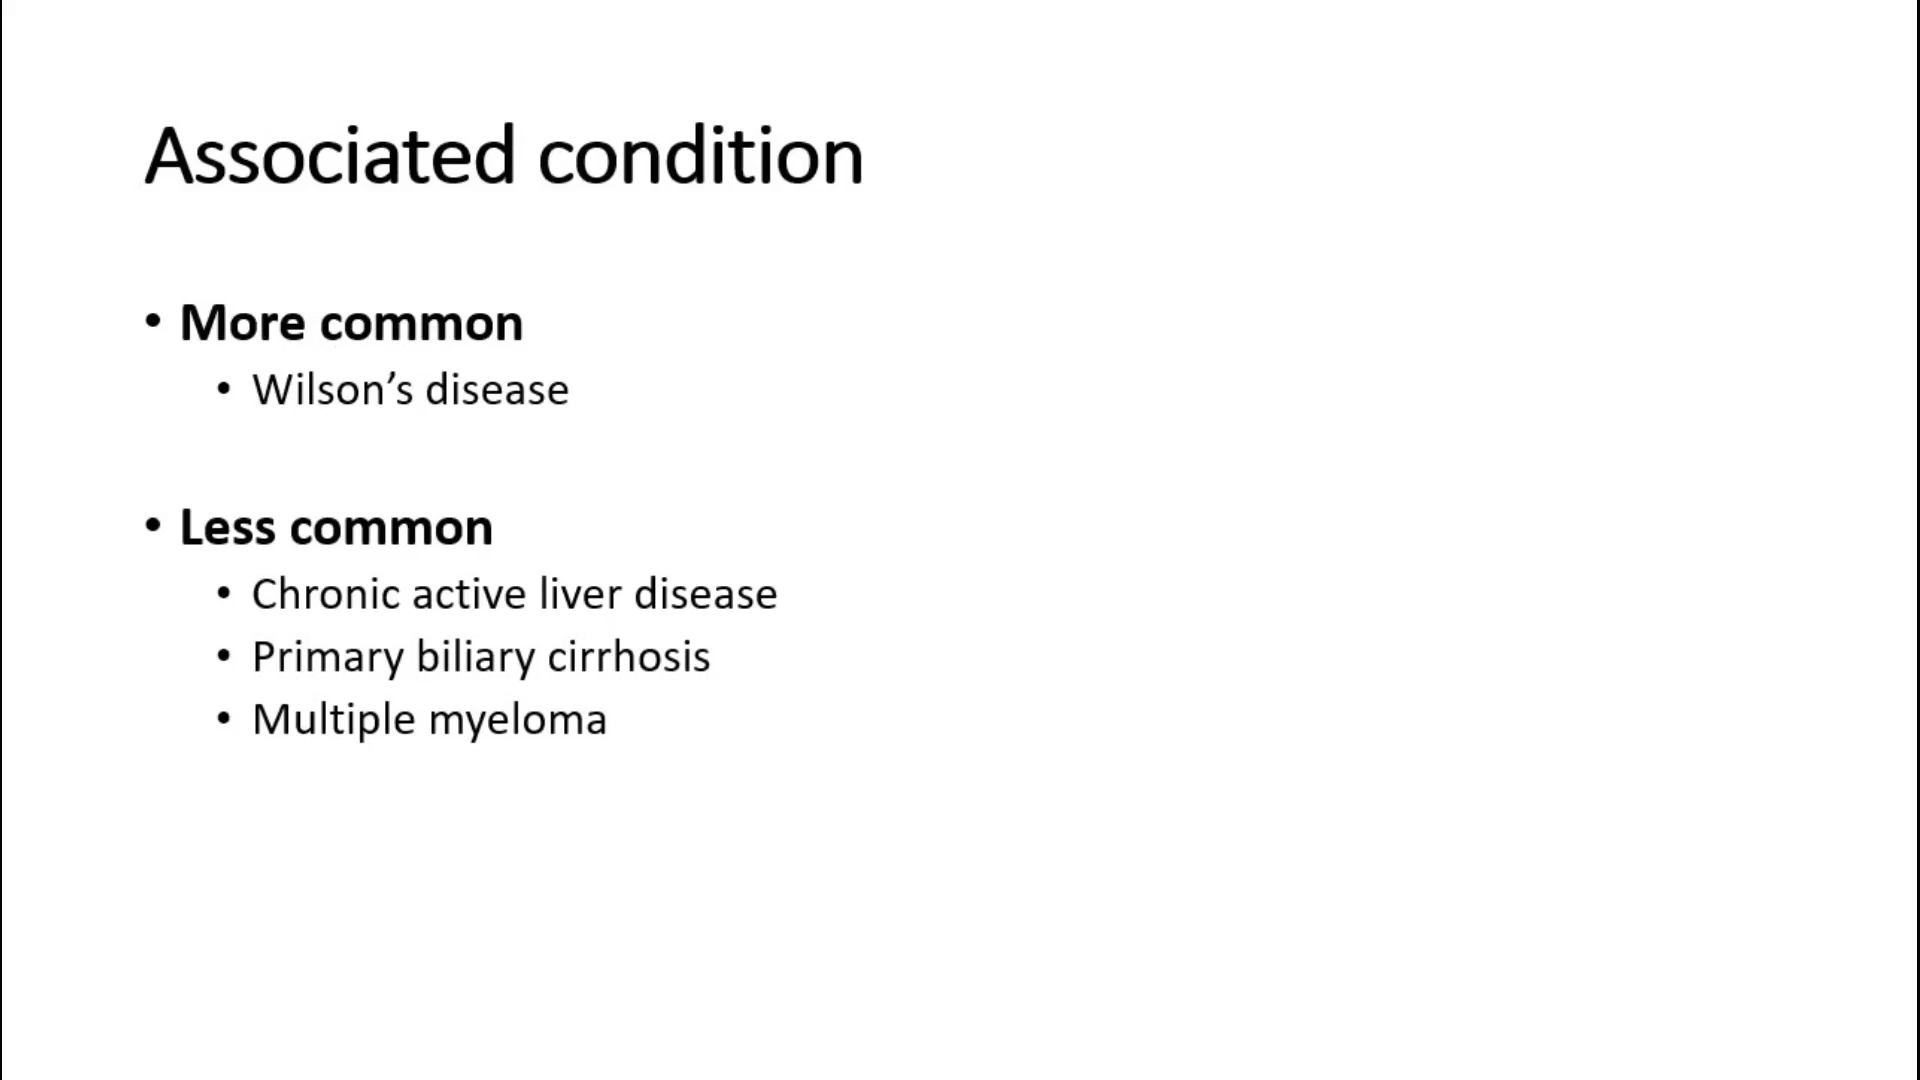 Associated condition
• More common
• Wilson’s disease
• Less common
• Chronic active liver disease
• Primary biliary cirrhosis
• Multiple myeloma